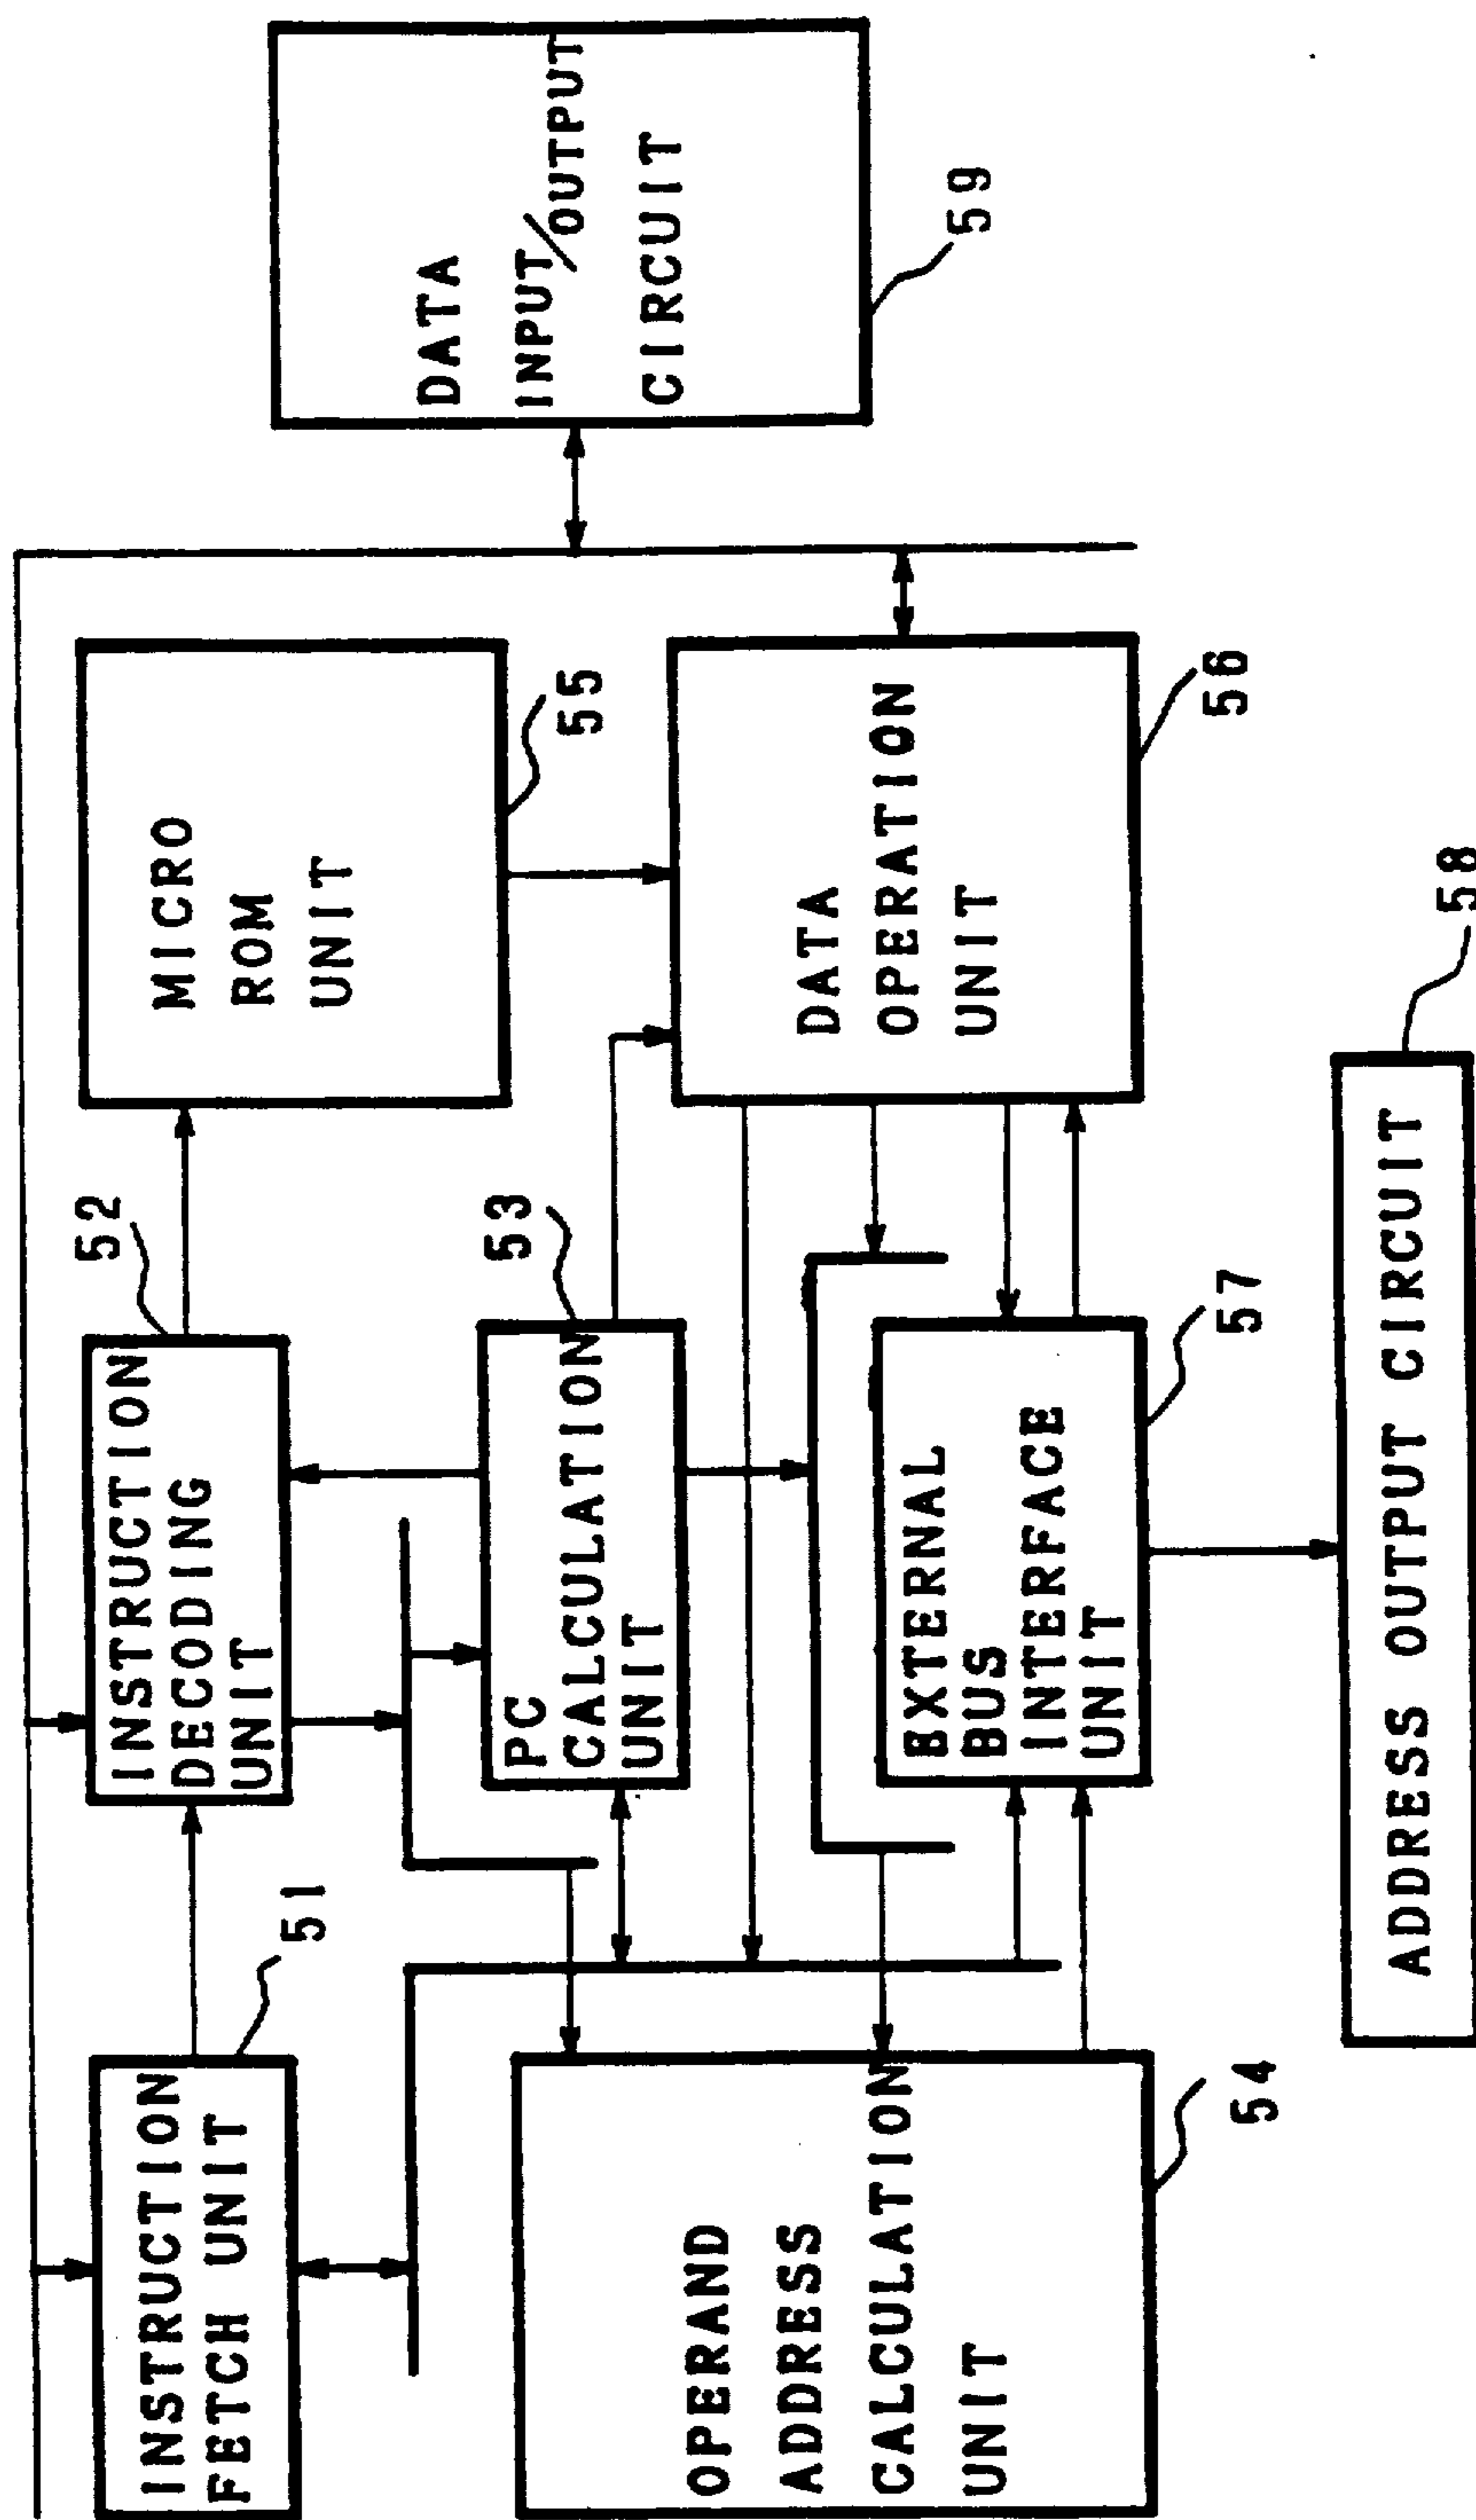 INSTRUCTION
FETCH UNIT
51
INSTRUCTION
DECODING
UNIT
52
MICRO
ROM
UNIT
55
DATA
INPUT/OUTPUT
CIRCUIT
59
OPERAND
ADDRESS
CALCULATION
UNIT
54
PC
CALCULATION
UNIT
53
DATA
OPERATION
UNIT
56
BXTERNAL
BUS
INTERFACE
UNIT
57
ADDRESS OUTPUT CIRCUIT
58